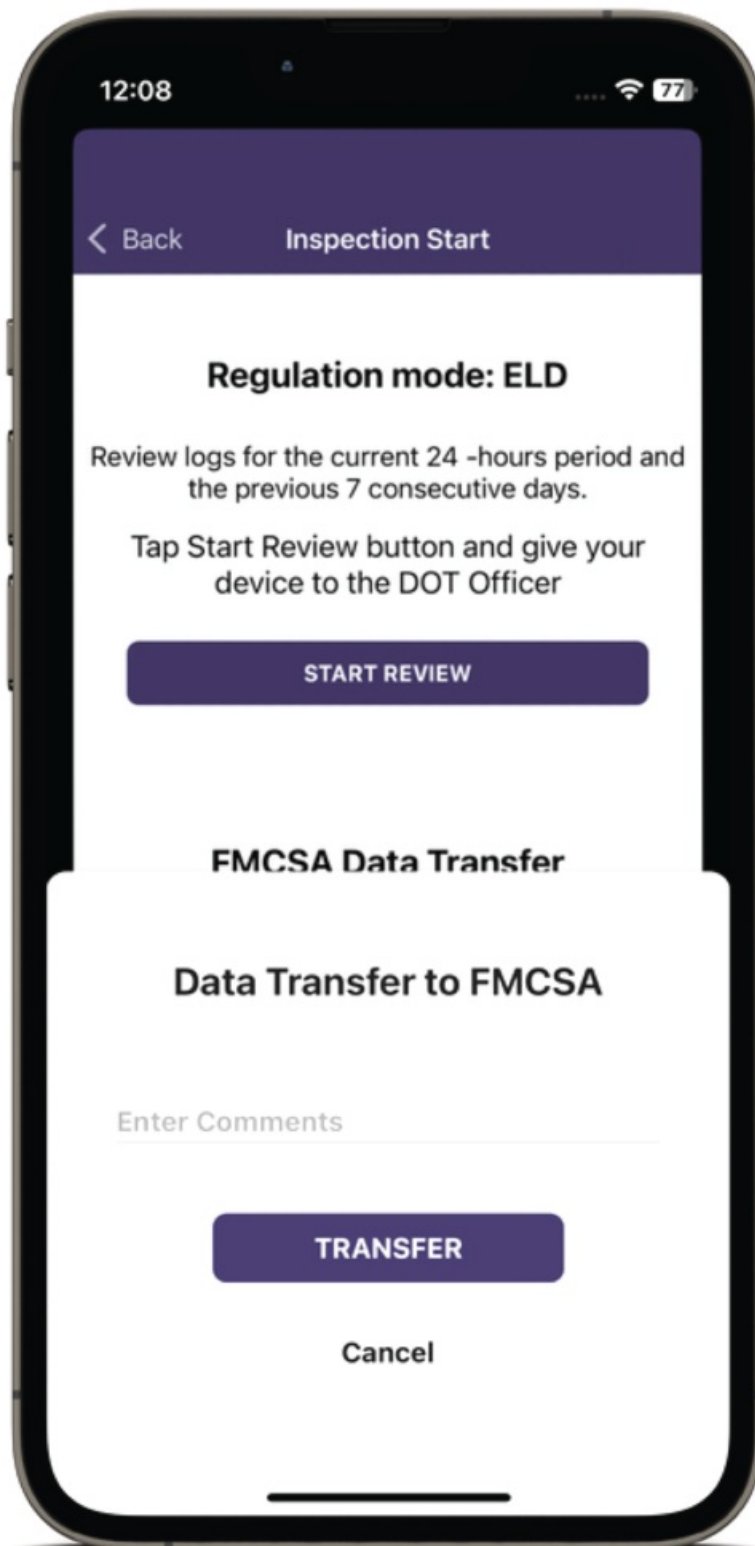 12:08
77
Back
Inspection Start
Regulation mode: ELD
Review logs for the current 24 -hours period and
the previous 7 consecutive days.
Tap Start Review button and give your
device to the DOT Officer
START REVIEW
FMCSA Data Transfer
Data Transfer to FMCSA
Enter Comments
TRANSFER
Cancel